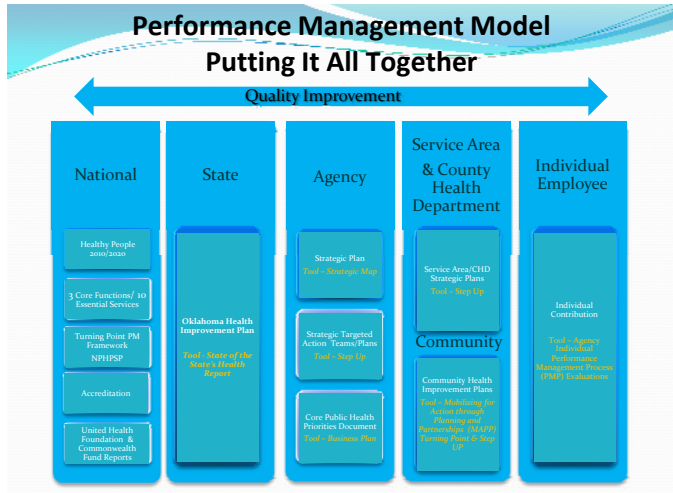 Performance Management Model
Putting It All Together
Quality Improvement
National
Healthy People
2010/2020
3 Core Functions/ 10
Essential Services
Turning Point PM
Framework
NPHPSP
Accreditation
United Health
Foundation &
Commonwealth
Fund Reports
State
Oklahoma Health
Improvement Plan
Tool - State of the
State's Health
Report
Agency
Strategic Plan
Tool – Strategic Map
Strategic Targeted
Action Teams/Plans
Tool – Step Up
Core Public Health
Priorities Document
Tool – Business Plan
Service Area
& County
Health
Department
Service Area/CHD
Strategic Plans
Tool – Step Up
Community
Community Health
Improvement Plans
Tool – Mobilizing for
Action through
Planning and
Partnerships (MAPP)
Turning Point & Step
UP
Individual
Employee
Individual
Contribution
Tool – Agency
Individual
Performance
Management Process
(PMP) Evaluations